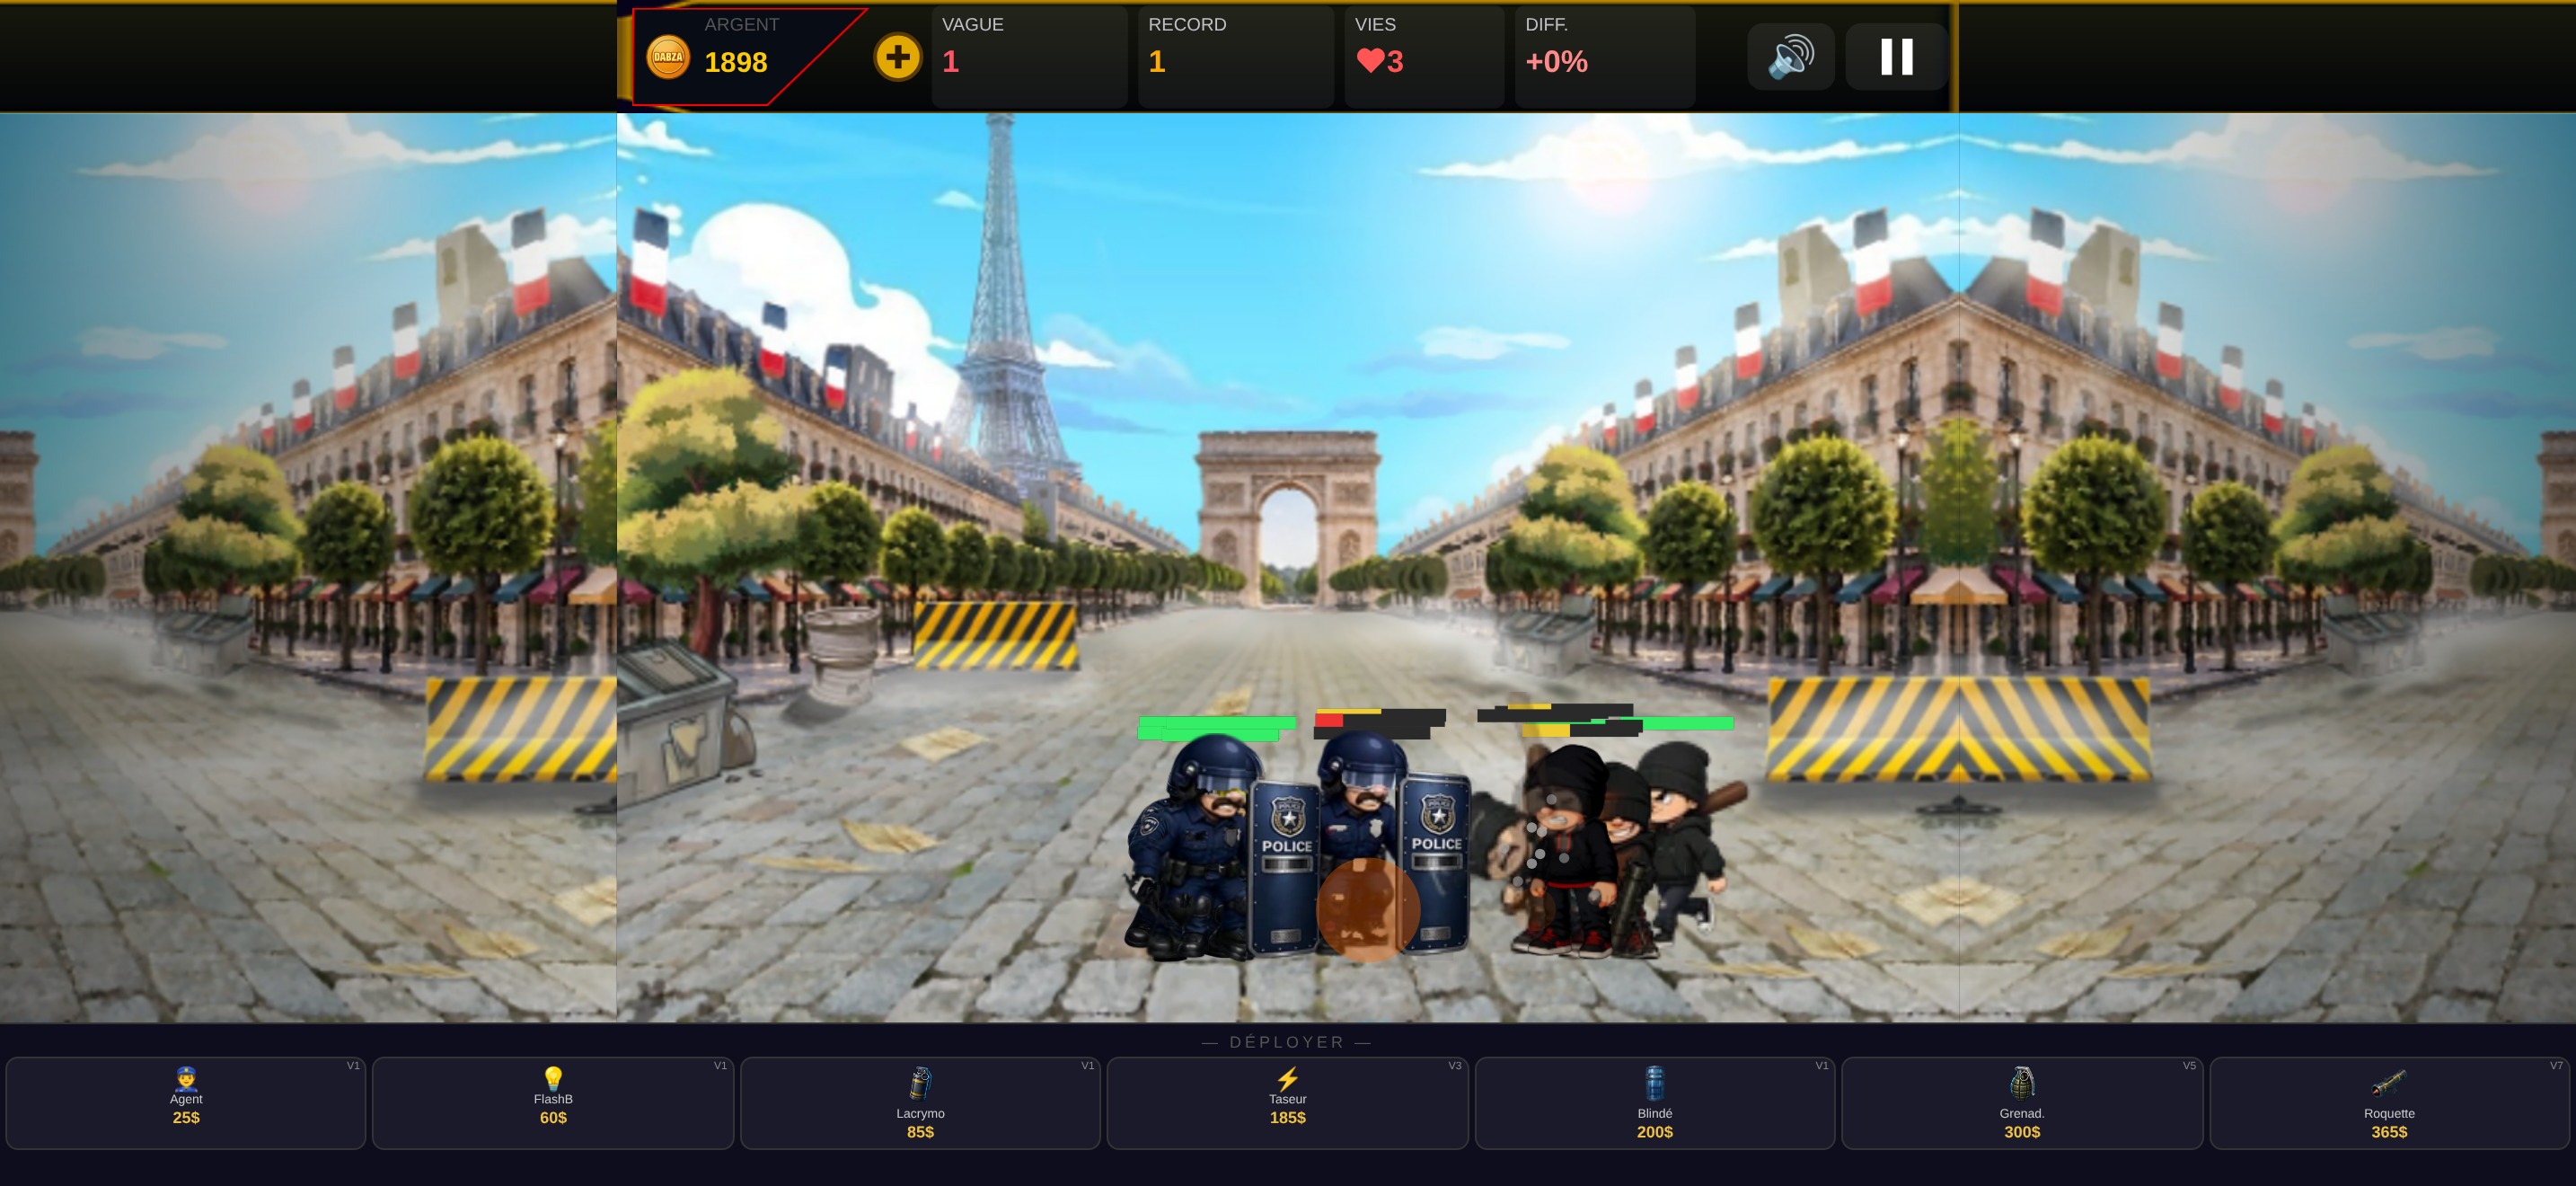 ARGENT
DABZA
1898
VAGUE
1
RECORD
1
VIES
3
DIFF.
+0%
POLICE
POLICE
— DÉPLOYER —
V1
Agent
25$
V1
FlashB
60$
V1
Lacrymo
85$
V3
Taseur
185$
V1
Blindé
200$
V5
Grenad.
300$
V7
Roquette
365$